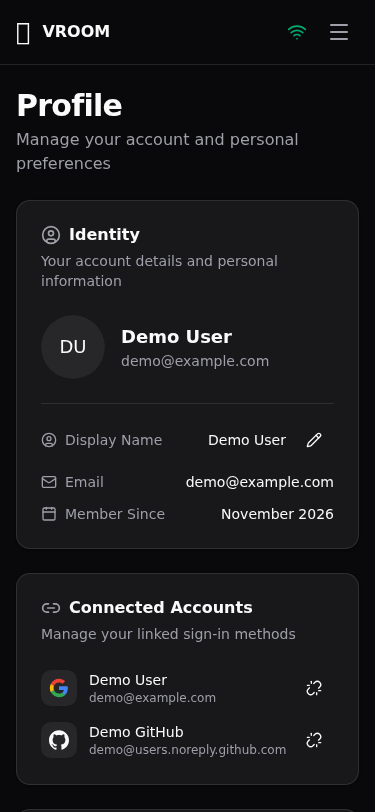 VROOM
Profile
Manage your account and personal
preferences
Identity
Your account details and personal
information
DU
Demo User
demo@example.com
Display Name Demo User
Email demo@example.com
Member Since November 2026
Connected Accounts
Manage your linked sign-in methods
Demo User
demo@example.com
Demo GitHub
demo@users.noreply.github.com